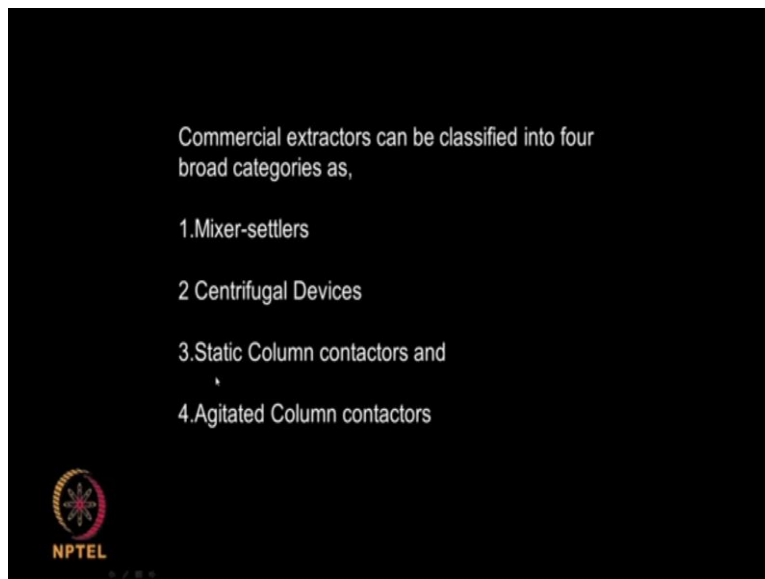 Commercial extractors can be classified into four
broad categories as,
1.Mixer-settlers
2 Centrifugal Devices
3.Static Column contactors and
4.Agitated Column contactors
NPTEL